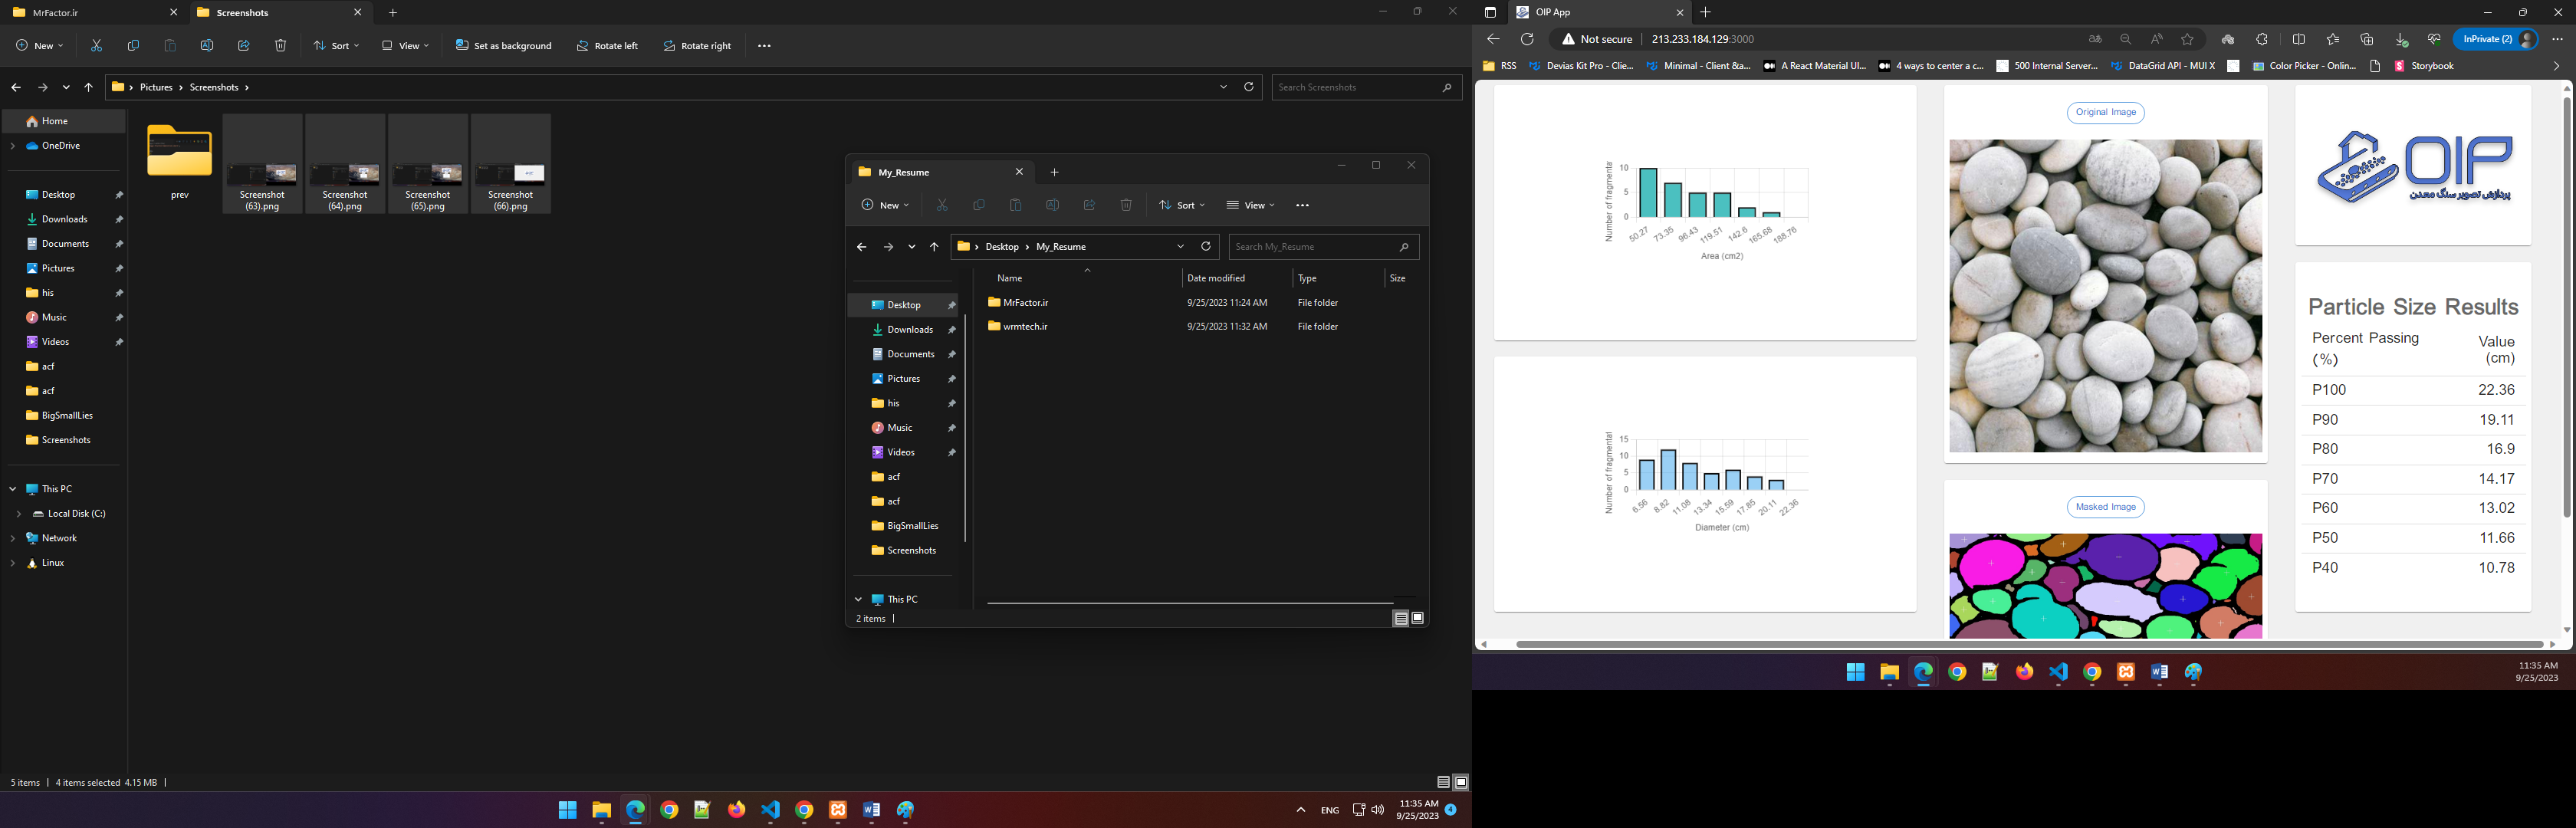 MrFactor.ir
Screenshots
New
Sort
View
Set as background
Rotate left
Rotate right
Pictures
Screenshots
Search Screenshots
Home
OneDrive
Desktop
Downloads
Documents
Pictures
his
Music
Videos
acf
acf
BigSmallLies
Screenshots
This PC
Local Disk (C:)
Network
Linux
prev
Screenshot
(63).png
Screenshot
(64).png
Screenshot
(65).png
Screenshot
(66).png
5 items
4 items selected 4.15 MB
My_Resume
New
Sort
View
Desktop
My_Resume
Search My_Resume
Name
Date modified
Type
Size
MrFactor.ir
9/25/2023 11:24 AM
File folder
wrmtech.ir
9/25/2023 11:32 AM
File folder
Desktop
Downloads
Documents
Pictures
his
Music
Videos
acf
acf
BigSmallLies
Screenshots
This PC
2 items
ENG
11:35 AM
9/25/2023
4
OIP App
Not secure
213.233.184.129:3000
InPrivate (2)
RSS
Devias Kit Pro - Clie...
Minimal - Client &a...
A React Material UI...
4 ways to center a c...
500 Internal Server...
DataGrid API - MUI X
Color Picker - Onlin...
Storybook
Number of fragmentat
10
5
0
50.27
73.35
96.43
119.51
142.6
165.68
188.76
Area (cm2)
Number of fragmentat
15
10
5
0
6.56
8.82
11.08
13.34
15.59
17.85
20.11
22.36
Diameter (cm)
Original Image
Masked Image
OIP
پردازش تصویر سنگ معدن
Particle Size Results
Percent Passing
(%)
Value
(cm)
P100 22.36
P90 19.11
P80 16.9
P70 14.17
P60 13.02
P50 11.66
P40 10.78
11:35 AM
9/25/2023